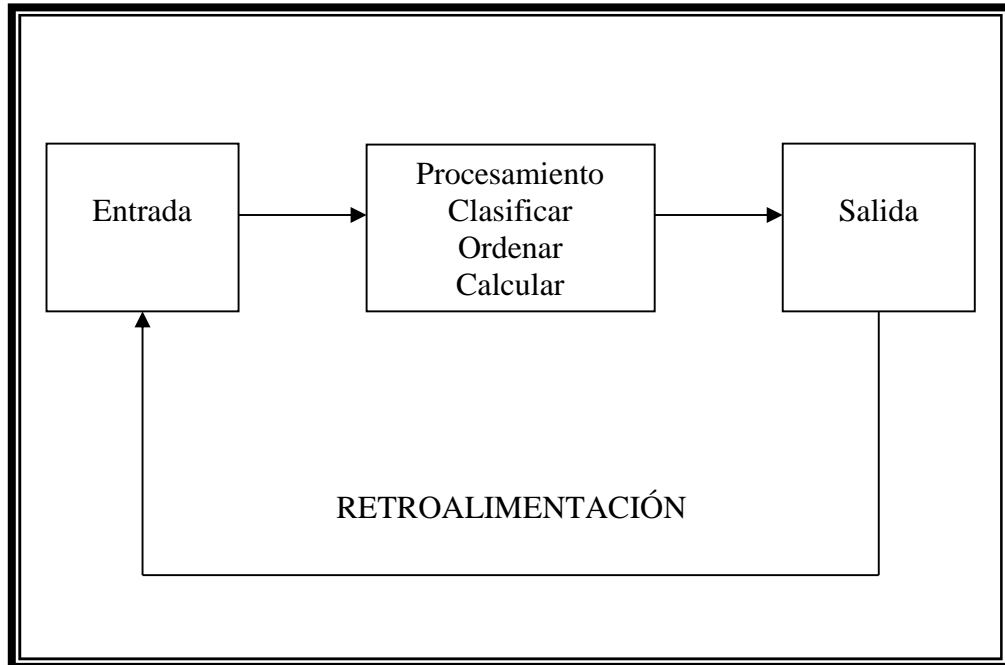 Entrada
Procesamiento
Clasificar
Ordenar
Calcular
Salida
RETROALIMENTACIÓN